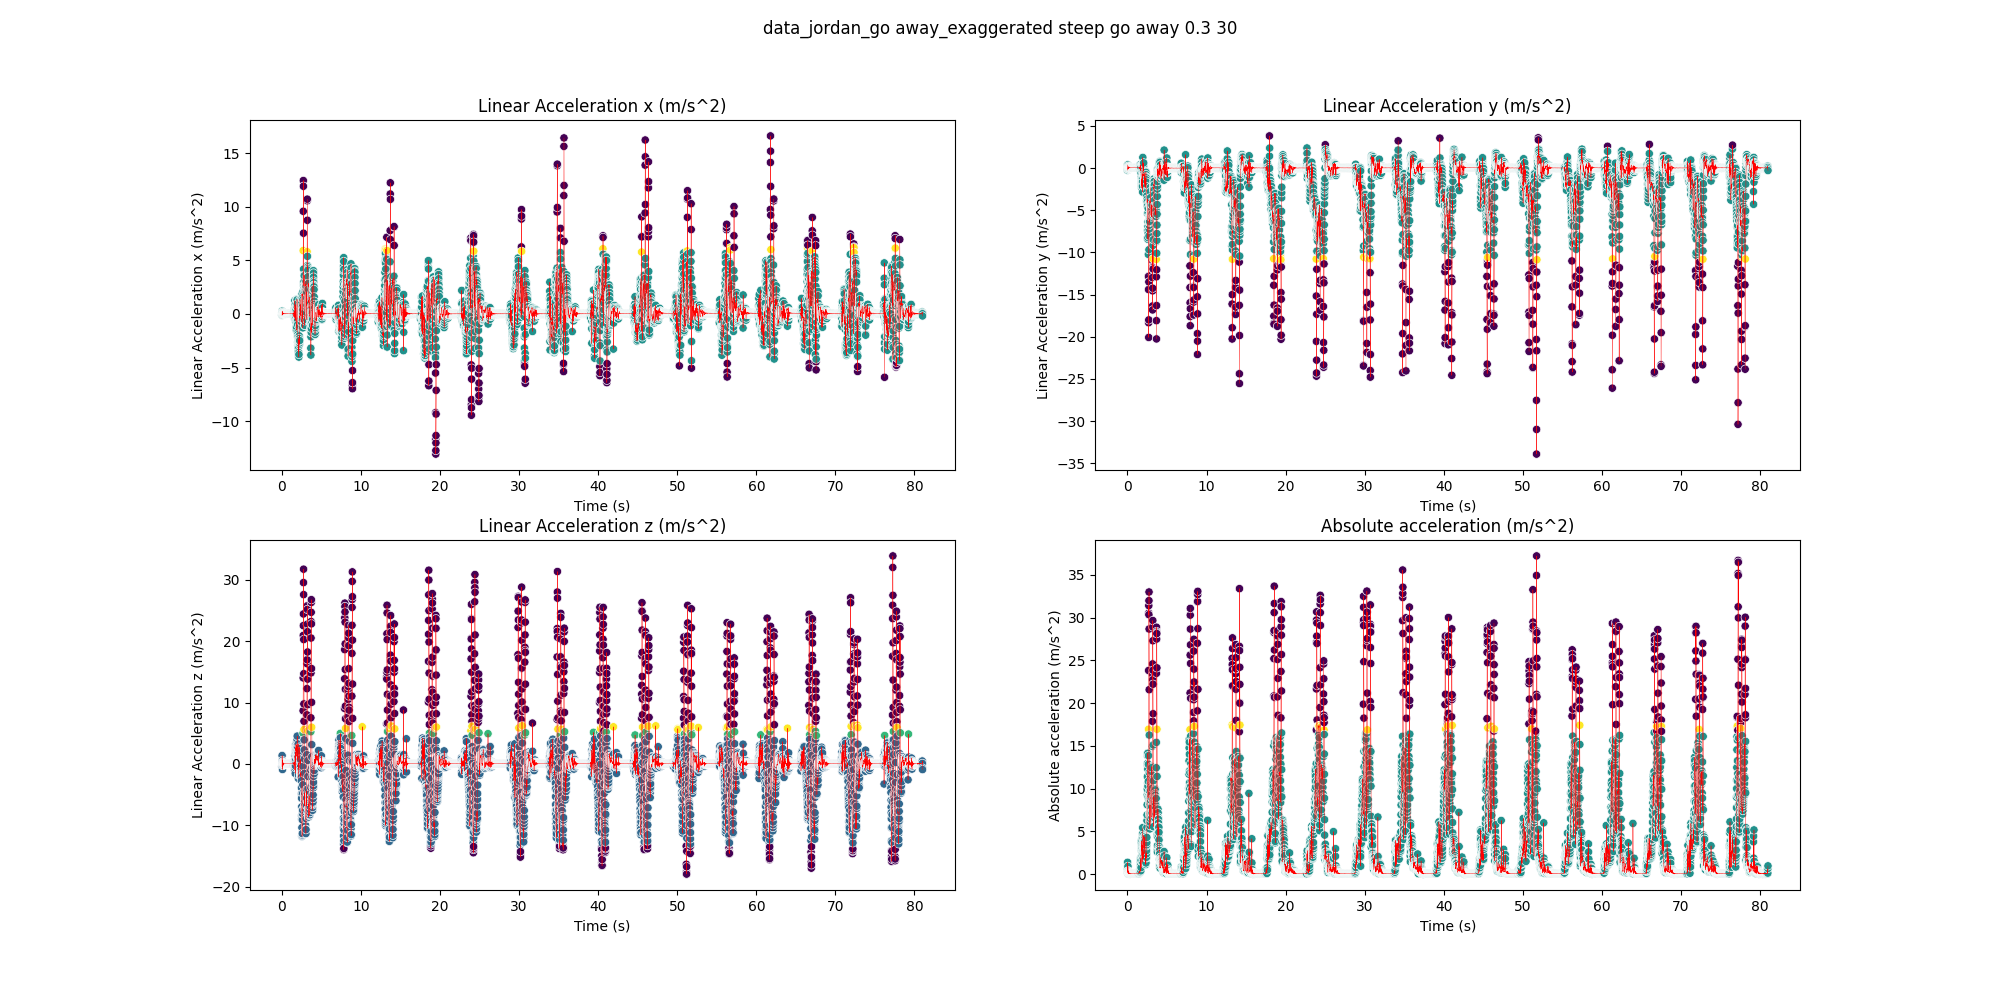 data_jordan_go away_exaggerated steep go away 0.3 30
Linear Acceleration x (m/s^2)
Linear Acceleration x (m/s^2)
15
10
5
0
−5
−10
0 10 20 30 40 50 60 70 80
Time (s)
Linear Acceleration y (m/s^2)
Linear Acceleration y (m/s^2)
5
0
−5
−10
−15
−20
−25
−30
−35
0 10 20 30 40 50 60 70 80
Time (s)
Linear Acceleration z (m/s^2)
Linear Acceleration z (m/s^2)
30
20
10
0
−10
−20
0 10 20 30 40 50 60 70 80
Time (s)
Absolute acceleration (m/s^2)
Absolute acceleration (m/s^2)
35
30
25
20
15
10
5
0
0 10 20 30 40 50 60 70 80
Time (s)